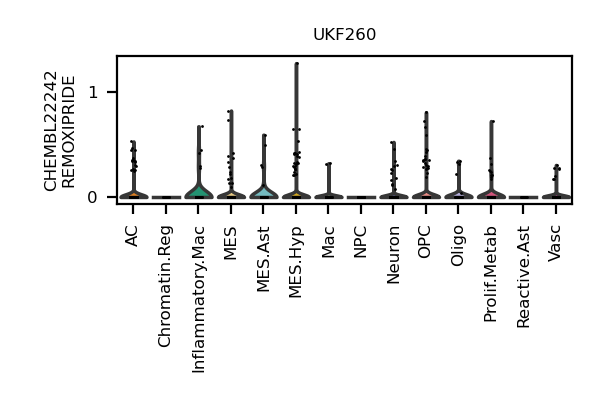 UKF260
CHEMBL22242
REMOXIPRIDE
1
0
AC
Chromatin.Reg
Inflammatory.Mac
MES
MES.Ast
MES.Hyp
Mac
NPC
Neuron
OPC
Oligo
Prolif.Metab
Reactive.Ast
Vasc